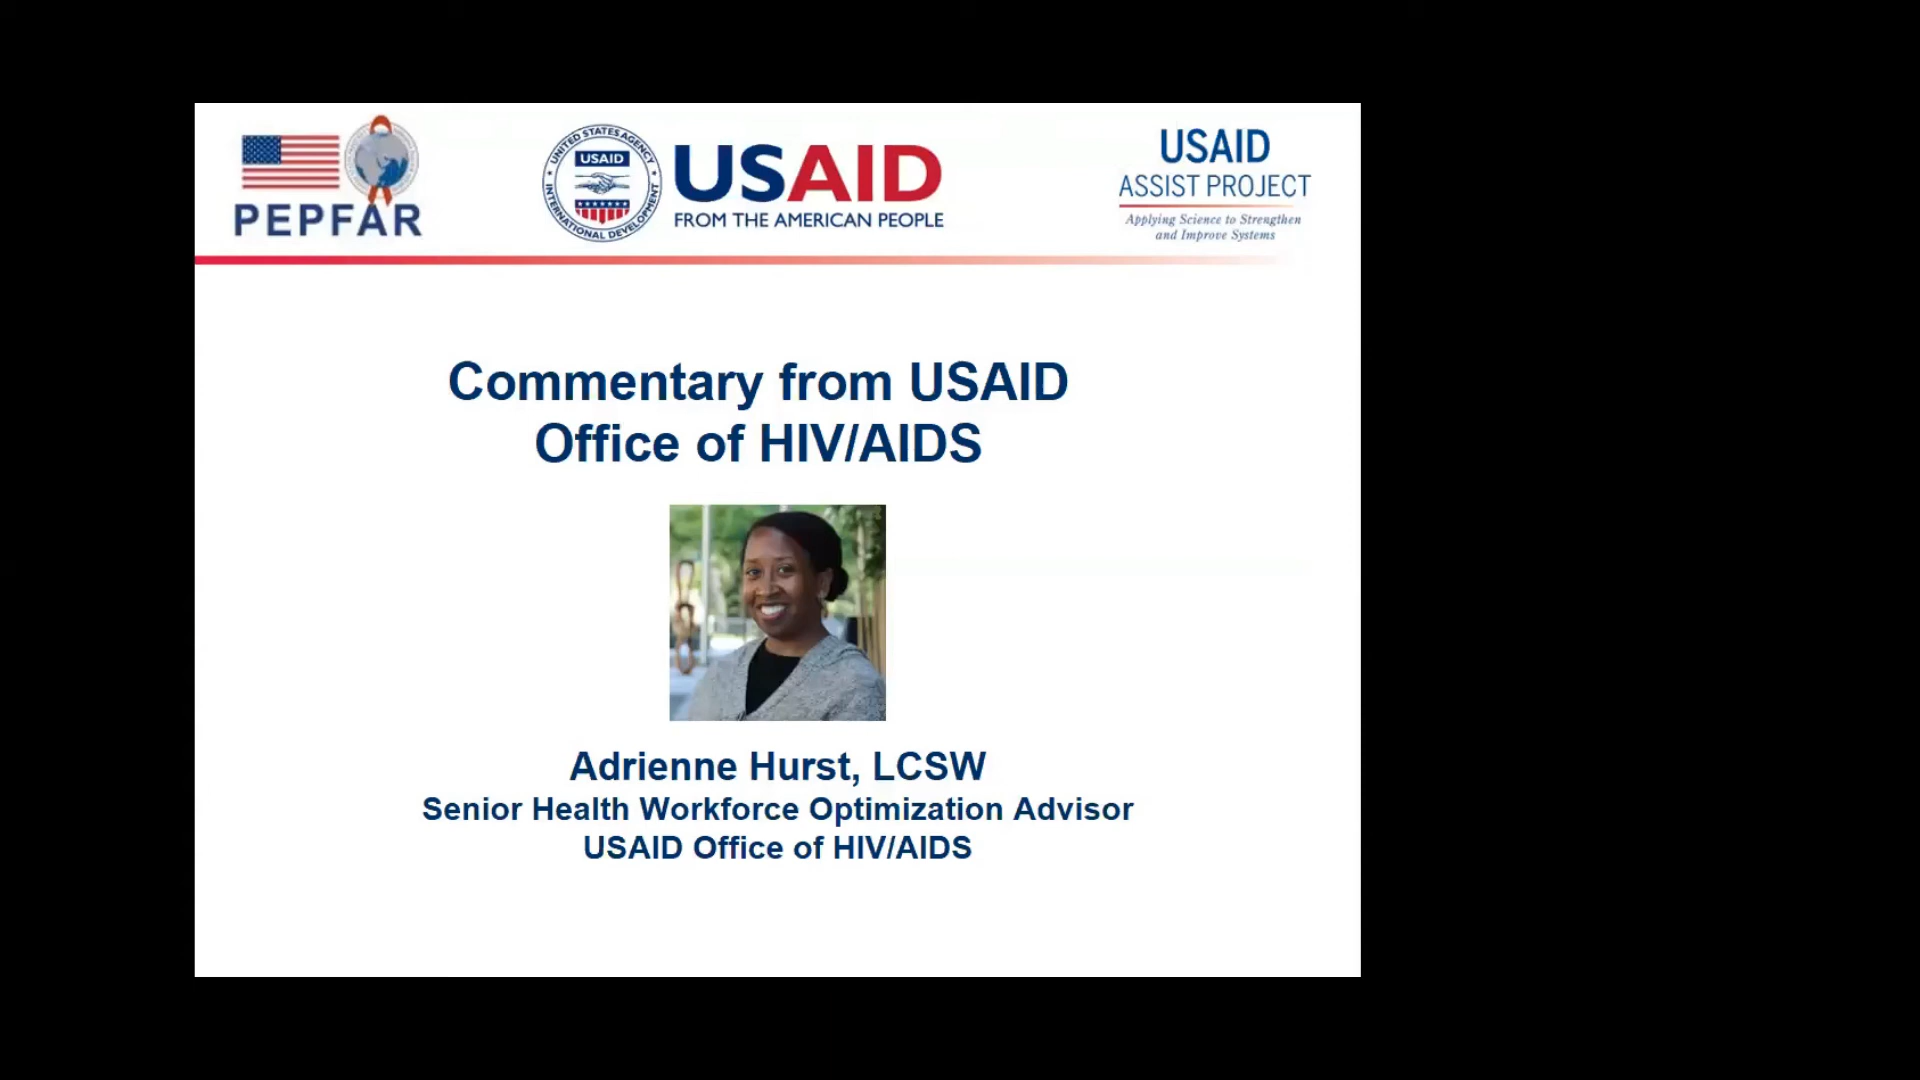 PEPFAR
UNITED STATES AGENCY
USAID
INTERNATIONAL DEVELOPMENT
USAID
FROM THE AMERICAN PEOPLE
USAID
ASSIST PROJECT
Applying Science to Strengthen
and Improve Systems
Commentary from USAID
Office of HIV/AIDS
Adrienne Hurst, LCSW
Senior Health Workforce Optimization Advisor
USAID Office of HIV/AIDS